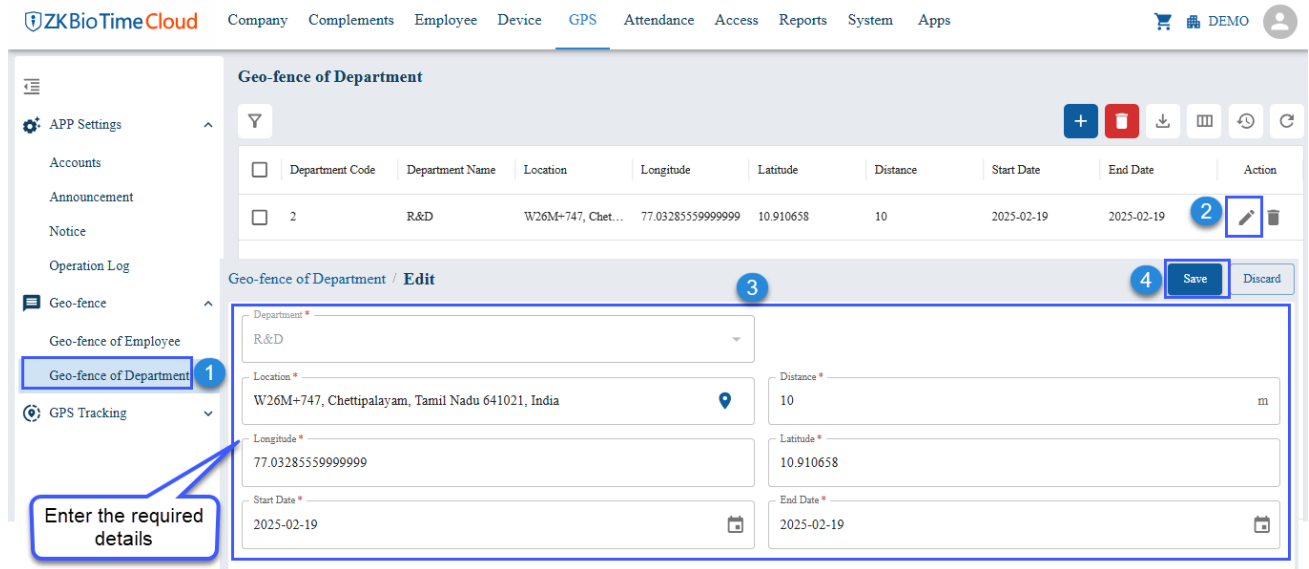 ZKBioTime Cloud
Company Complements Employee Device GPS Attendance Access Reports System Apps
DEMO
Geo-fence of Department
APP Settings
Accounts
Announcement
Notice
Operation Log
Geo-fence
Geo-fence of Employee
Geo-fence of Department 1
GPS Tracking
Department Code Department Name Location Longitude Latitude Distance Start Date End Date Action
2 R&D W26M+747, Chet... 77.03285559999999 10.910658 10 2025-02-19 2025-02-19 2
Geo-fence of Department / Edit 3 4 Save Discard
Department *
R&D
Location * Distance *
W26M+747, Chettipalayam, Tamil Nadu 641021, India 10 m
Longitude * Latitude *
77.03285559999999 10.910658
Start Date * End Date *
2025-02-19 2025-02-19
Enter the required
details